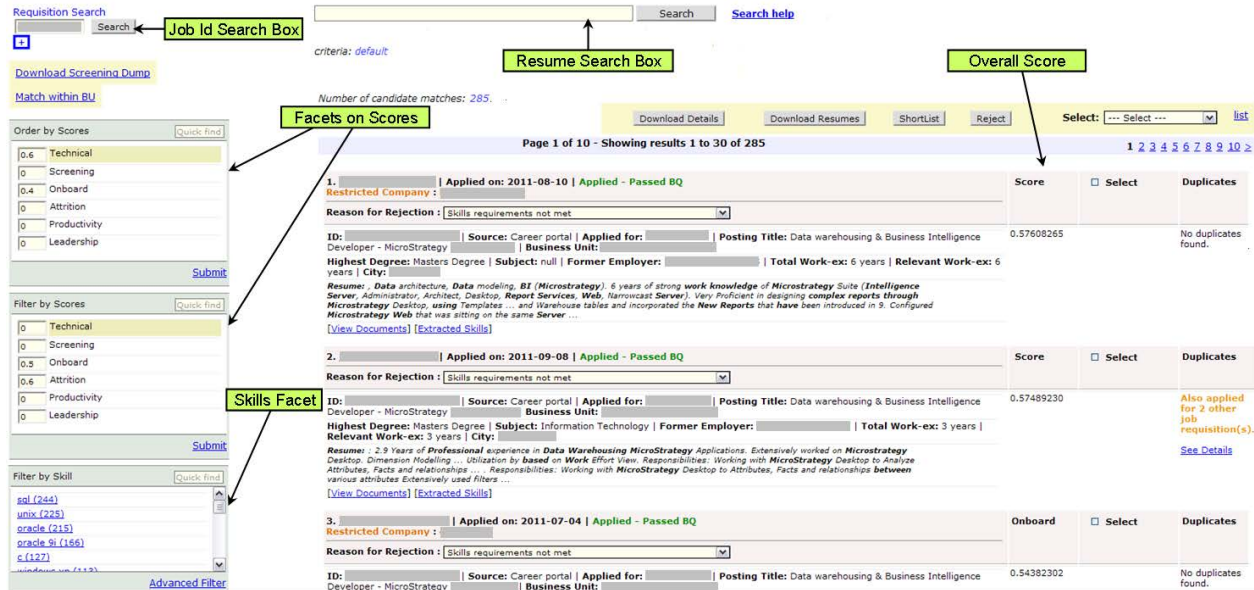 Requisition Search
Search
Job Id Search Box
Search
Search help
criteria: default
Resume Search Box
Overall Score
Download Screening Dump
Match within BU
Number of candidate matches: 285.
Facets on Scores
Download Details
Download Resumes
ShortList
Reject
Select: --- Select ---
list
Page 1 of 10 - Showing results 1 to 30 of 285
1 2 3 4 5 6 7 8 9 10 >
Order by Scores
Quick find
0.6 Technical
0 Screening
0.4 Onboard
0 Attrition
0 Productivity
0 Leadership
Submit
Filter by Scores
Quick find
0 Technical
0 Screening
0.5 Onboard
0.6 Attrition
0 Productivity
0 Leadership
Submit
Skills Facet
Filter by Skill
Quick find
sql (244)
unix (225)
oracle (215)
oracle 9i (166)
c (127)
windows xp (113)
Advanced Filter
1. | Applied on: 2011-08-10 | Applied - Passed BQ
Score
Select
Duplicates
Restricted Company :
Reason for Rejection : Skills requirements not met
ID: | Source: Career portal | Applied for: | Posting Title: Data warehousing & Business Intelligence
0.57608265
No duplicates
found.
Developer - MicroStrategy | Business Unit:
Highest Degree: Masters Degree | Subject: null | Former Employer: | Total Work-ex: 6 years | Relevant Work-ex: 6
years | City:
Resume: , Data architecture, Data modeling, BI (Microstrategy). 6 years of strong work knowledge of Microstrategy Suite (Intelligence
Server, Administrator, Architect, Desktop, Report Services, Web, Narrowcast Server). Very Proficient in designing complex reports through
Microstrategy Desktop, using Templates ... and Warehouse tables and incorporated the New Reports that have been introduced in 9. Configured
Microstrategy Web that was sitting on the same Server ...
[View Documents] [Extracted Skills]
2. | Applied on: 2011-09-08 | Applied - Passed BQ
Score
Select
Duplicates
Reason for Rejection : Skills requirements not met
ID: | Source: Career portal | Applied for: | Posting Title: Data warehousing & Business Intelligence
0.57489230
Also applied
for 2 other
job
requisition(s).
See Details
Developer - MicroStrategy Business Unit:
Highest Degree: Masters Degree | Subject: Information Technology | Former Employer: | Total Work-ex: 3 years |
Relevant Work-ex: 3 years | City:
Resume: : 2.9 Years of Professional experience in Data Warehousing MicroStrategy Applications. Extensively worked on Microstrategy
Desktop. Dimension Modelling ... Utilization by based on Work Effort View. Responsibilities: Working with MicroStrategy Desktop to Analyze
Attributes, Facts and relationships ... . Responsibilities: Working with MicroStrategy Desktop to Attributes, Facts and relationships between
various attributes Extensively used filters ...
[View Documents] [Extracted Skills]
3. | Applied on: 2011-07-04 | Applied - Passed BQ
Onboard
Select
Duplicates
Restricted Company :
Reason for Rejection : Skills requirements not met
ID: | Source: Career portal | Applied for: | Posting Title: Data warehousing & Business Intelligence
0.54382302
No duplicates
found.
Developer - MicroStrategy | Business Unit: